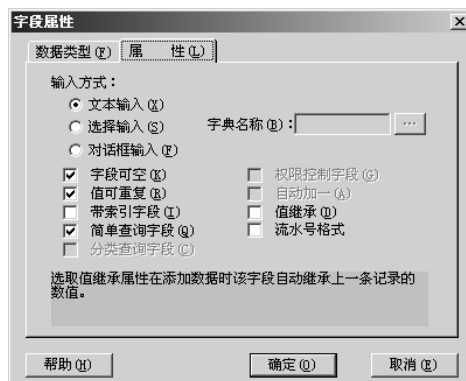 字段属性
数据类型(F) 属 性(L)
输入方式：
文本输入(X)
选择输入(S) 字典名称(B)： ...
对话框输入(F)
字段可空(K) 权限控制字段(G)
值可重复(R) 自动加一(A)
带索引字段(I) 值继承(D)
简单查询字段(Q) 流水号格式
分类查询字段(C)
选取值继承属性在添加数据时该字段自动继承上一条记录的
数值。
帮助(H) 确定(O) 取消(E)